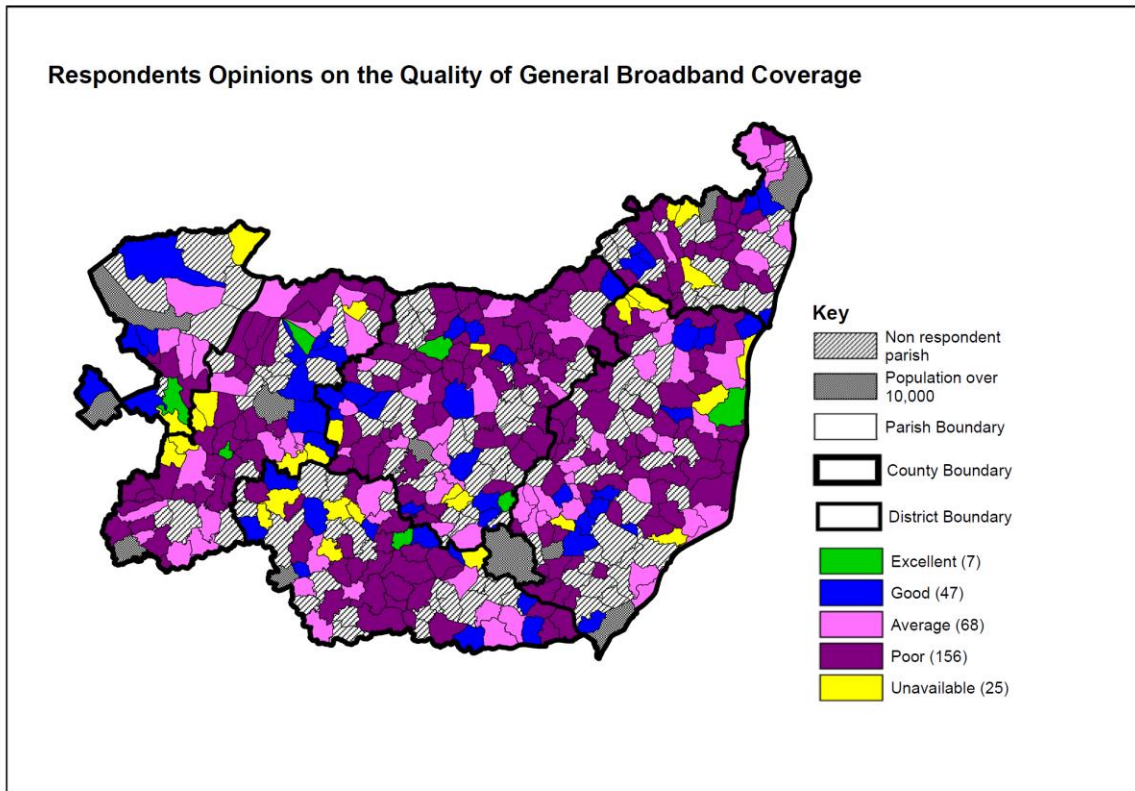 Respondents Opinions on the Quality of General Broadband Coverage
Key
Non respondent
parish
Population over
10,000
Parish Boundary
County Boundary
District Boundary
Excellent (7)
Good (47)
Average (68)
Poor (156)
Unavailable (25)